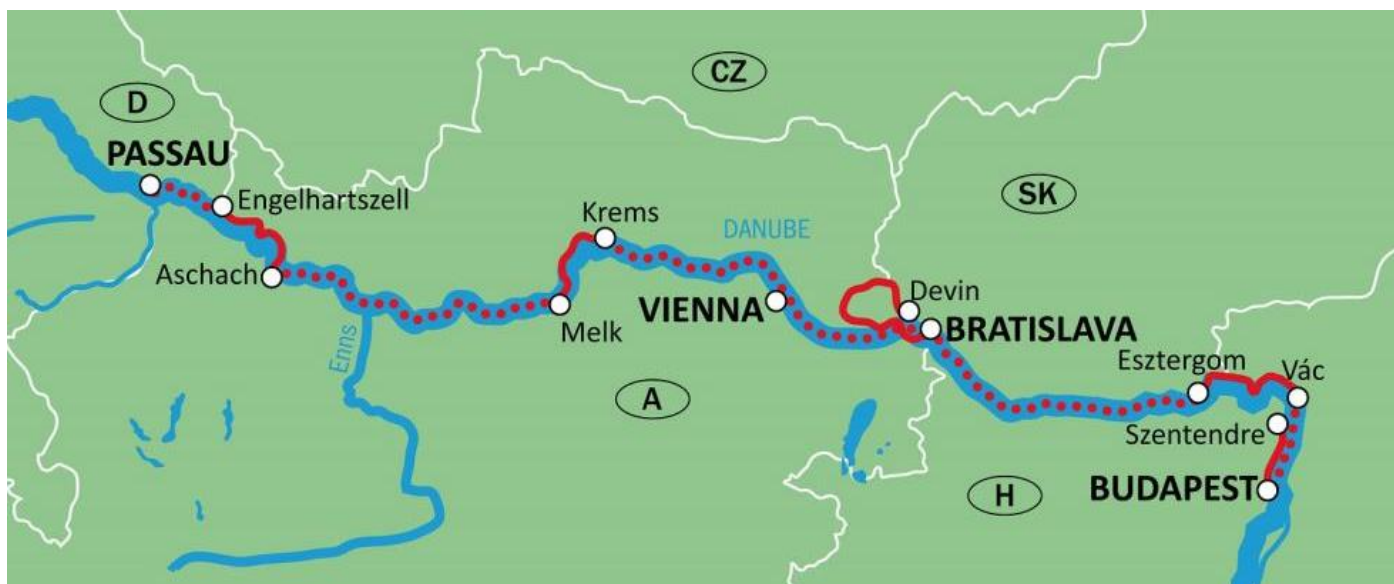 CZ
D
PASSAU
Engelhartszell
SK
Krems
DANUBE
Aschach
Devin
VIENNA
BRATISLAVA
Melk
Enns
Esztergom
Vác
A
Szentendre
BUDAPEST
H